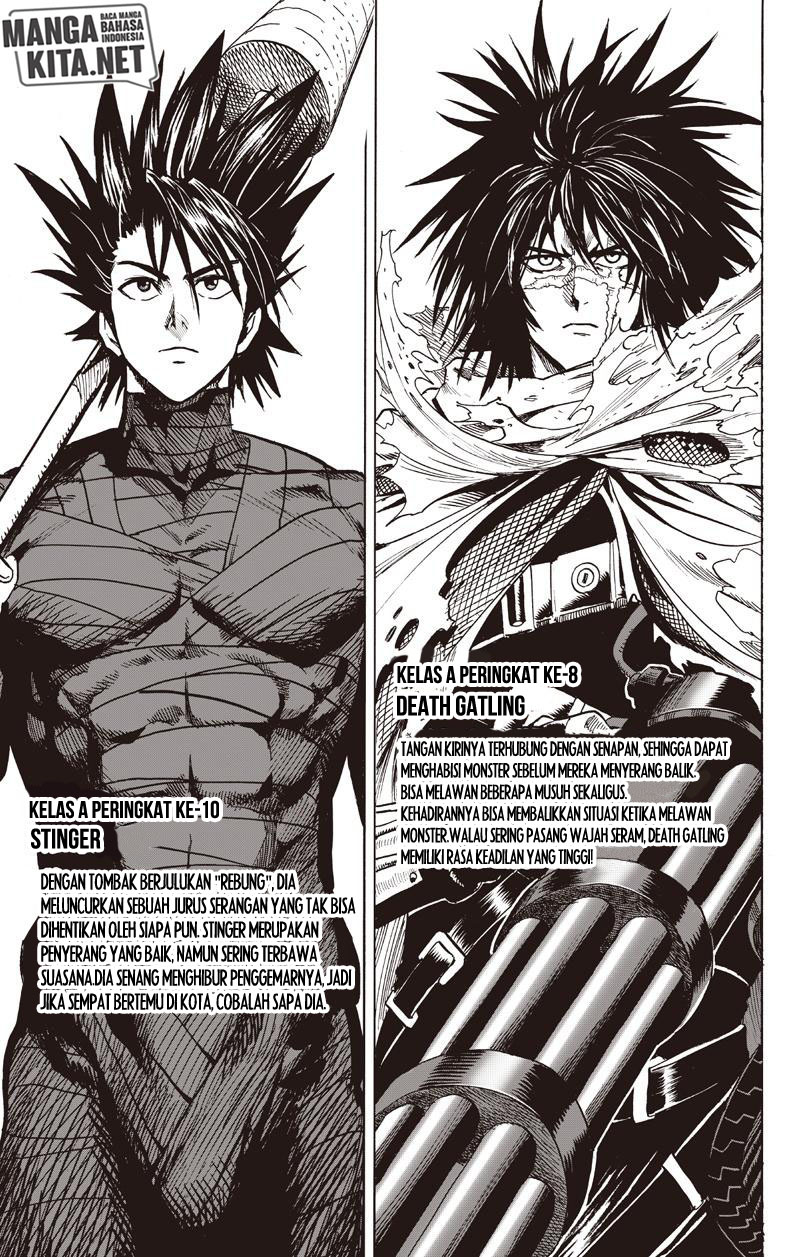 MANGA
KITA.NET
BACA MANGA
BAHASA
INDONESIA
KELAS A PERINGKAT KE-10
STINGER
DENGAN TOMBAK BERJULUKAN "REBUNG", DIA
MELUNCURKAN SEBUAH JURUS SERANGAN YANG TAK BISA
DIHENTIKAN OLEH SIAPA PUN. STINGER MERUPAKAN
PENYERANG YANG BAIK, NAMUN SERING TERBAWA
SUASANA.DIA SENANG MENGHIBUR PENGGEMARNYA, JADI
JIKA SEMPAT BERTEMU DI KOTA, COBALAH SAPA DIA.
KELAS A PERINGKAT KE-8
DEATH GATLING
TANGAN KIRINYA TERHUBUNG DENGAN SENAPAN, SEHINGGA DAPAT
MENGHABISI MONSTER SEBELUM MEREKA MENYERANG BALIK.
BISA MELAWAN BEBERAPA MUSUH SEKALIGUS.
KEHADIRANNYA BISA MEMBALIKKAN SITUASI KETIKA MELAWAN
MONSTER.WALAU SERING PASANG WAJAH SERAM, DEATH GATLING
MEMILIKI RASA KEADILAN YANG TINGGI!